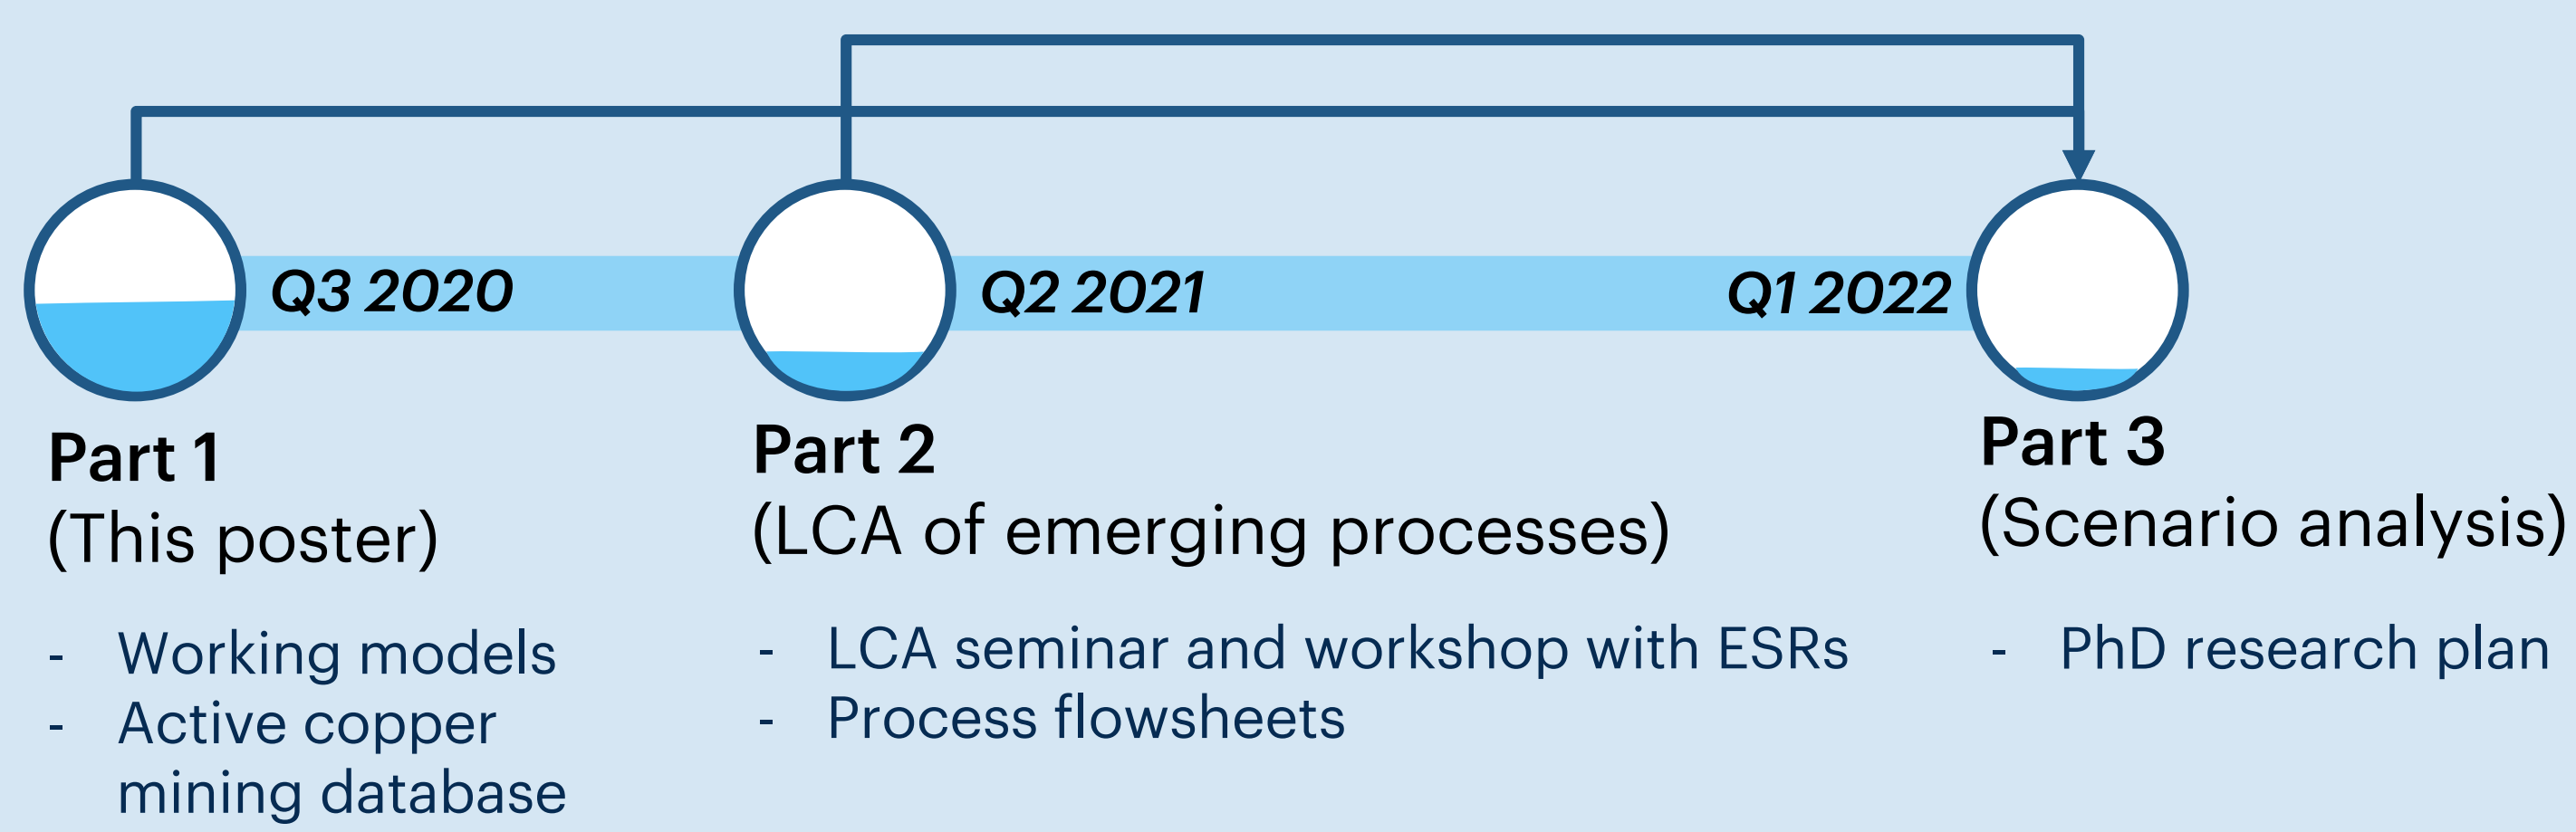 Q3 2020
Q2 2021
Q1 2022
Part 1
(This poster)
- Working models
- Active copper
mining database
Part 2
(LCA of emerging processes)
- LCA seminar and workshop with ESRs
- Process flowsheets
Part 3
(Scenario analysis)
- PhD research plan